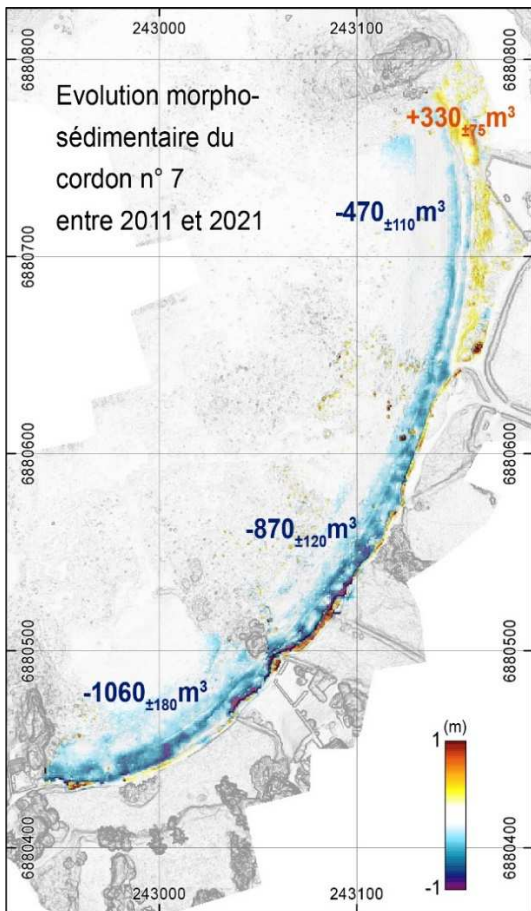 243000
243100
6880800
Evolution morpho-
sédimentaire du
cordon n° 7
entre 2011 et 2021
+330±75m³
-470±110m³
6880700
6880600
-870±120m³
6880500
-1060±180m³
(m)
1
-1
6880400
243000
243100
6880800
6880700
6880600
6880500
6880400